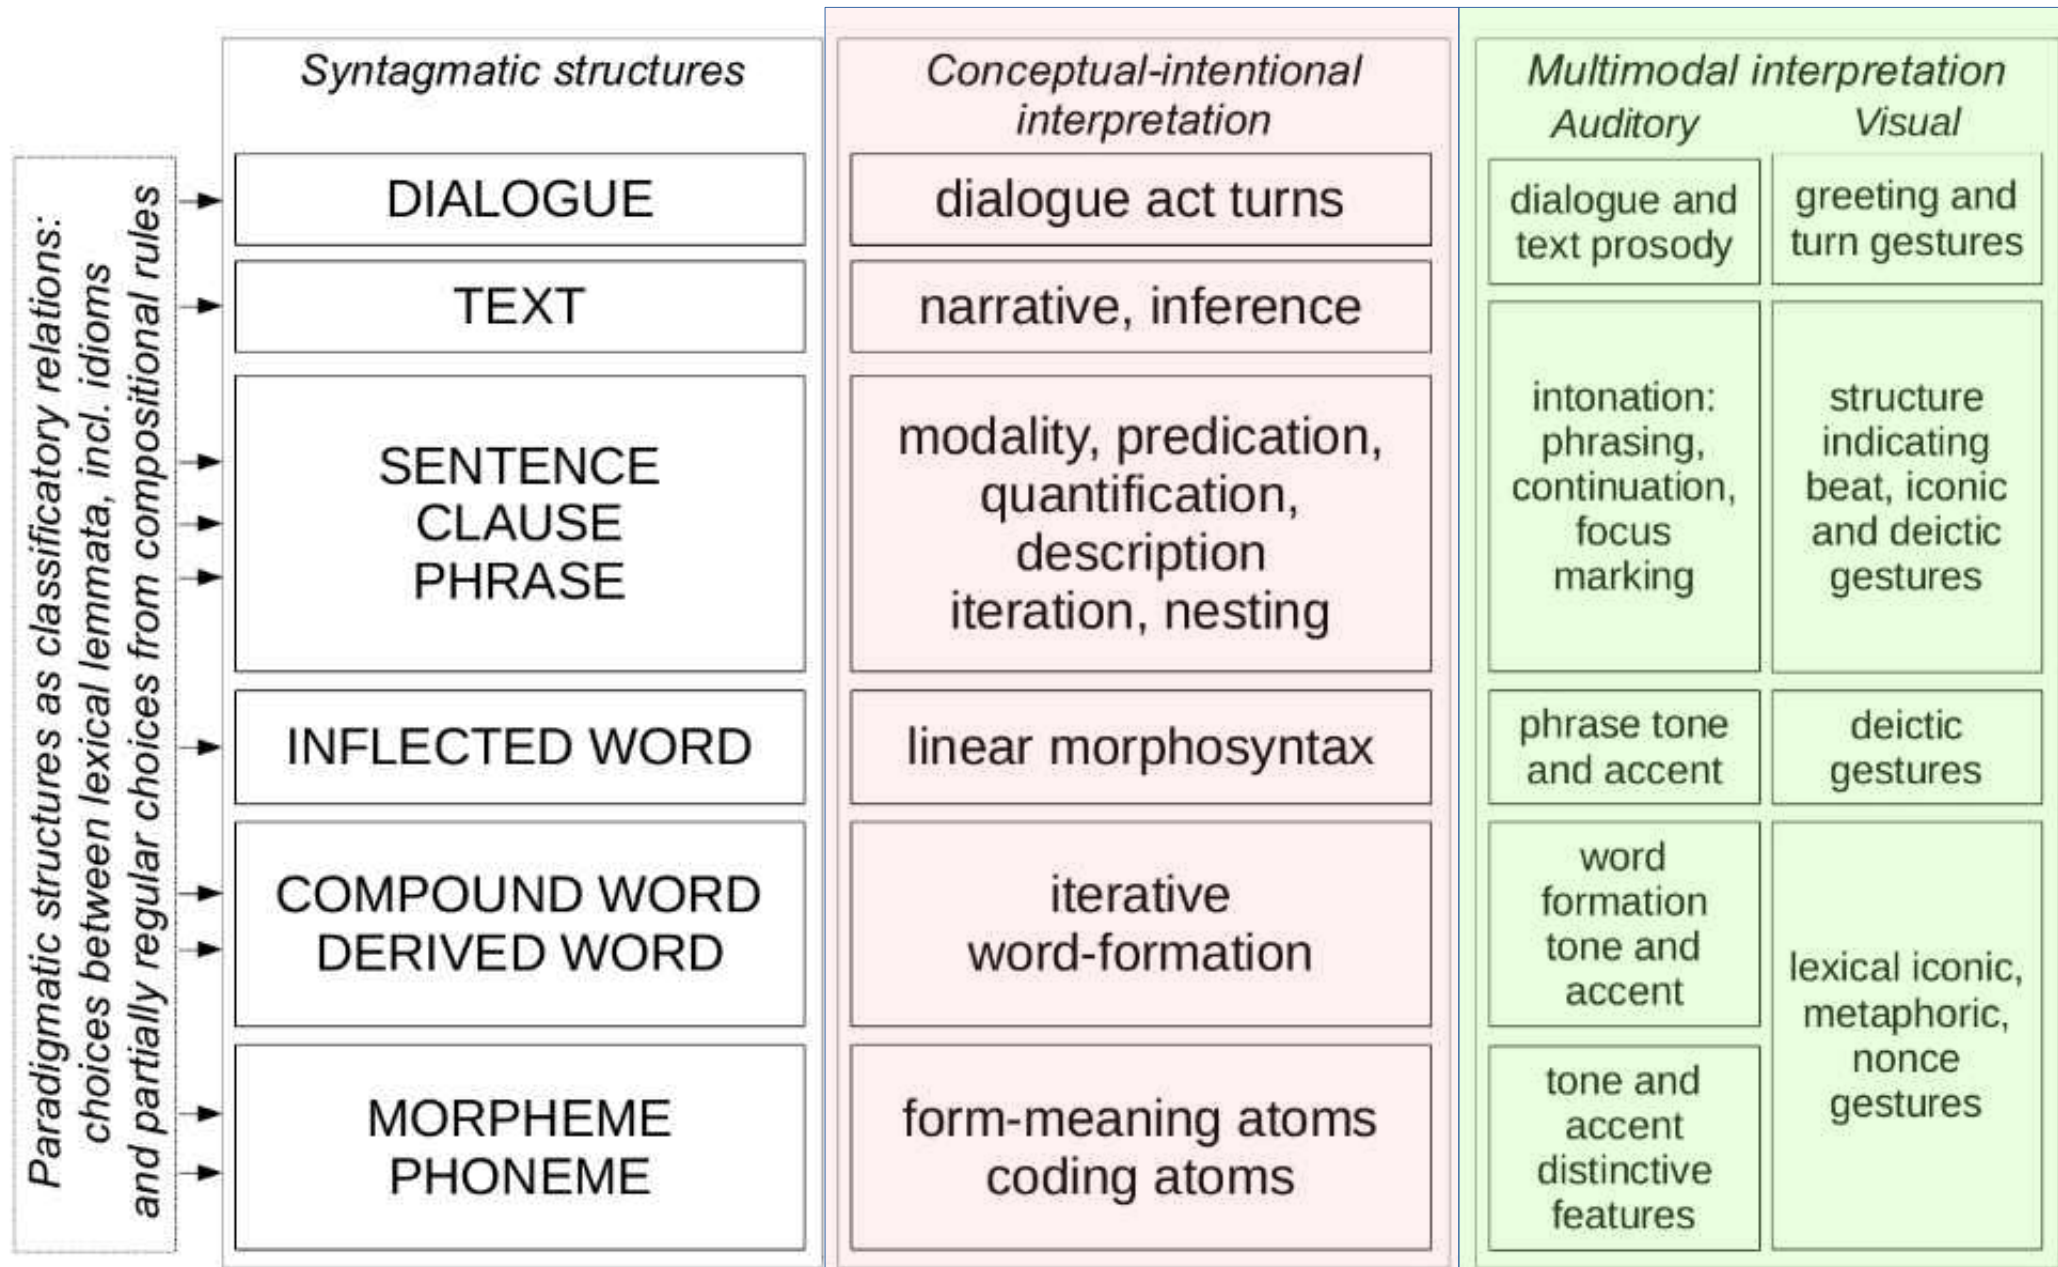 Paradigmatic structures as classificatory relations:
choices between lexical lemmata, incl. idioms
and partially regular choices from compositional rules
Syntagmatic structures
DIALOGUE
TEXT
SENTENCE
CLAUSE
PHRASE
INFLECTED WORD
COMPOUND WORD
DERIVED WORD
MORPHEME
PHONEME
Conceptual-intentional
interpretation
dialogue act turns
narrative, inference
modality, predication,
quantification,
description
iteration, nesting
linear morphosyntax
iterative
word-formation
form-meaning atoms
coding atoms
Multimodal interpretation
Auditory
dialogue and
text prosody
intonation:
phrasing,
continuation,
focus
marking
phrase tone
and accent
word
formation
tone and
accent
tone and
accent
distinctive
features
Visual
greeting and
turn gestures
structure
indicating
beat, iconic
and deictic
gestures
deictic
gestures
lexical iconic,
metaphoric,
nonce
gestures